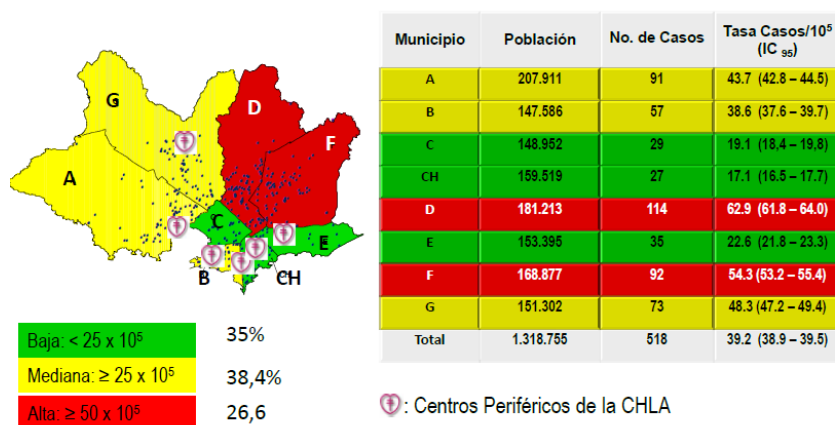 G
D
F
A
C
E
B
CH
Municipio Población No. de Casos Tasa Casos/10⁵ (IC 95)
A 207.911 91 43.7 (42.8 – 44.5)
B 147.586 57 38.6 (37.6 – 39.7)
C 148.952 29 19.1 (18,4 – 19,8)
CH 159.519 27 17.1 (16.5 – 17.7)
D 181.213 114 62.9 (61.8 – 64.0)
E 153.395 35 22.6 (21.8 – 23.3)
F 168.877 92 54.3 (53.2 – 55.4)
G 151.302 73 48.3 (47.2 – 49.4)
Total 1.318.755 518 39.2 (38.9 – 39.5)
Baja: < 25 x 10⁵ 35%
Mediana: ≥ 25 x 10⁵ 38,4%
Alta: ≥ 50 x 10⁵ 26,6
: Centros Periféricos de la CHLA